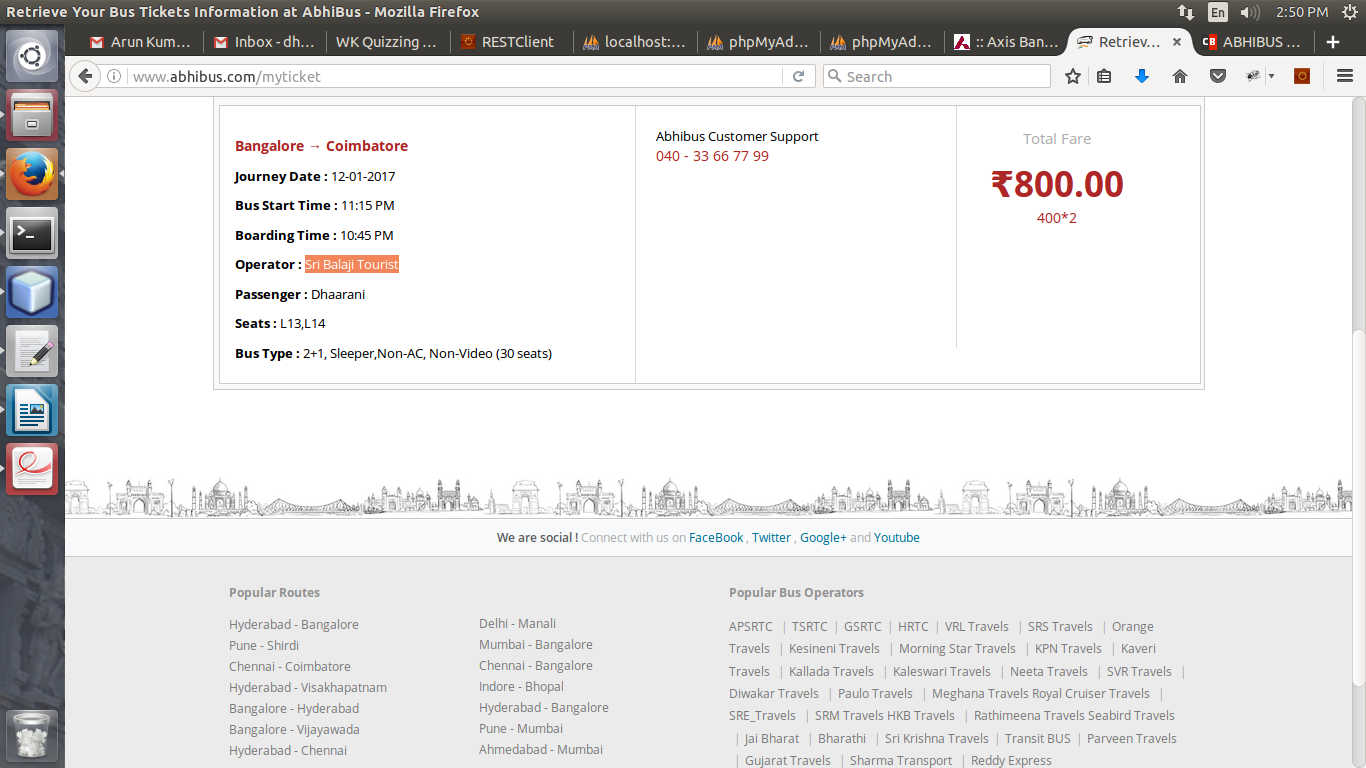 Retrieve Your Bus Tickets Information at AbhiBus - Mozilla Firefox
En
2:50 PM
Arun Kum...
Inbox - dh...
WK Quizzing ...
RESTClient
localhost:...
phpMyAd...
phpMyAd...
:: Axis Ban...
Retriev...
ABHIBUS ...
www.abhibus.com/myticket
Search
Bangalore → Coimbatore
Journey Date : 12-01-2017
Bus Start Time : 11:15 PM
Boarding Time : 10:45 PM
Operator : Sri Balaji Tourist
Passenger : Dhaarani
Seats : L13,L14
Bus Type : 2+1, Sleeper,Non-AC, Non-Video (30 seats)
Abhibus Customer Support
040 - 33 66 77 99
Total Fare
₹800.00
400*2
We are social ! Connect with us on FaceBook , Twitter , Google+ and Youtube
Popular Routes
Hyderabad - Bangalore
Pune - Shirdi
Chennai - Coimbatore
Hyderabad - Visakhapatnam
Bangalore - Hyderabad
Bangalore - Vijayawada
Hyderabad - Chennai
Delhi - Manali
Mumbai - Bangalore
Chennai - Bangalore
Indore - Bhopal
Hyderabad - Bangalore
Pune - Mumbai
Ahmedabad - Mumbai
Popular Bus Operators
APSRTC | TSRTC | GSRTC | HRTC | VRL Travels | SRS Travels | Orange
Travels | Kesineni Travels | Morning Star Travels | KPN Travels | Kaveri
Travels | Kallada Travels | Kaleswari Travels | Neeta Travels | SVR Travels |
Diwakar Travels | Paulo Travels | Meghana Travels Royal Cruiser Travels |
SRE_Travels | SRM Travels HKB Travels | Rathimeena Travels Seabird Travels
| Jai Bharat | Bharathi | Sri Krishna Travels | Transit BUS | Parveen Travels
| Gujarat Travels | Sharma Transport | Reddy Express